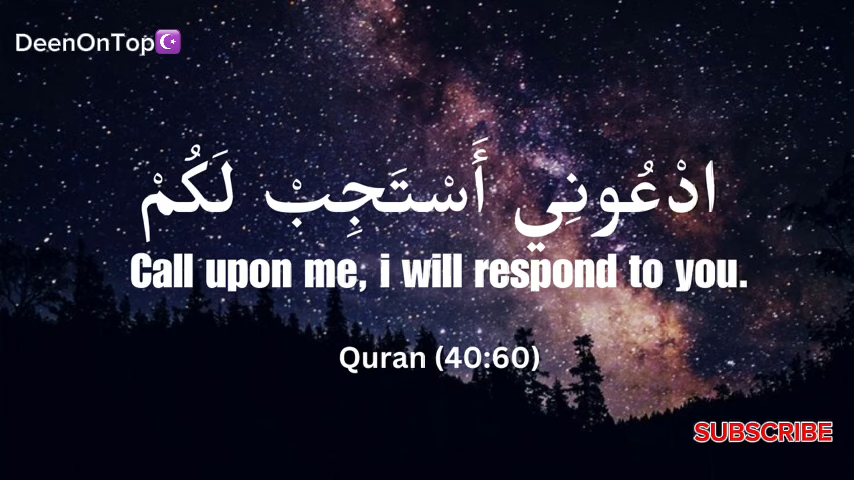 DeenOnTop☪️
ادْعُونِي أَسْتَجِبْ لَكُمْ
Call upon me, i will respond to you.
Quran (40:60)
SUBSCRIBE